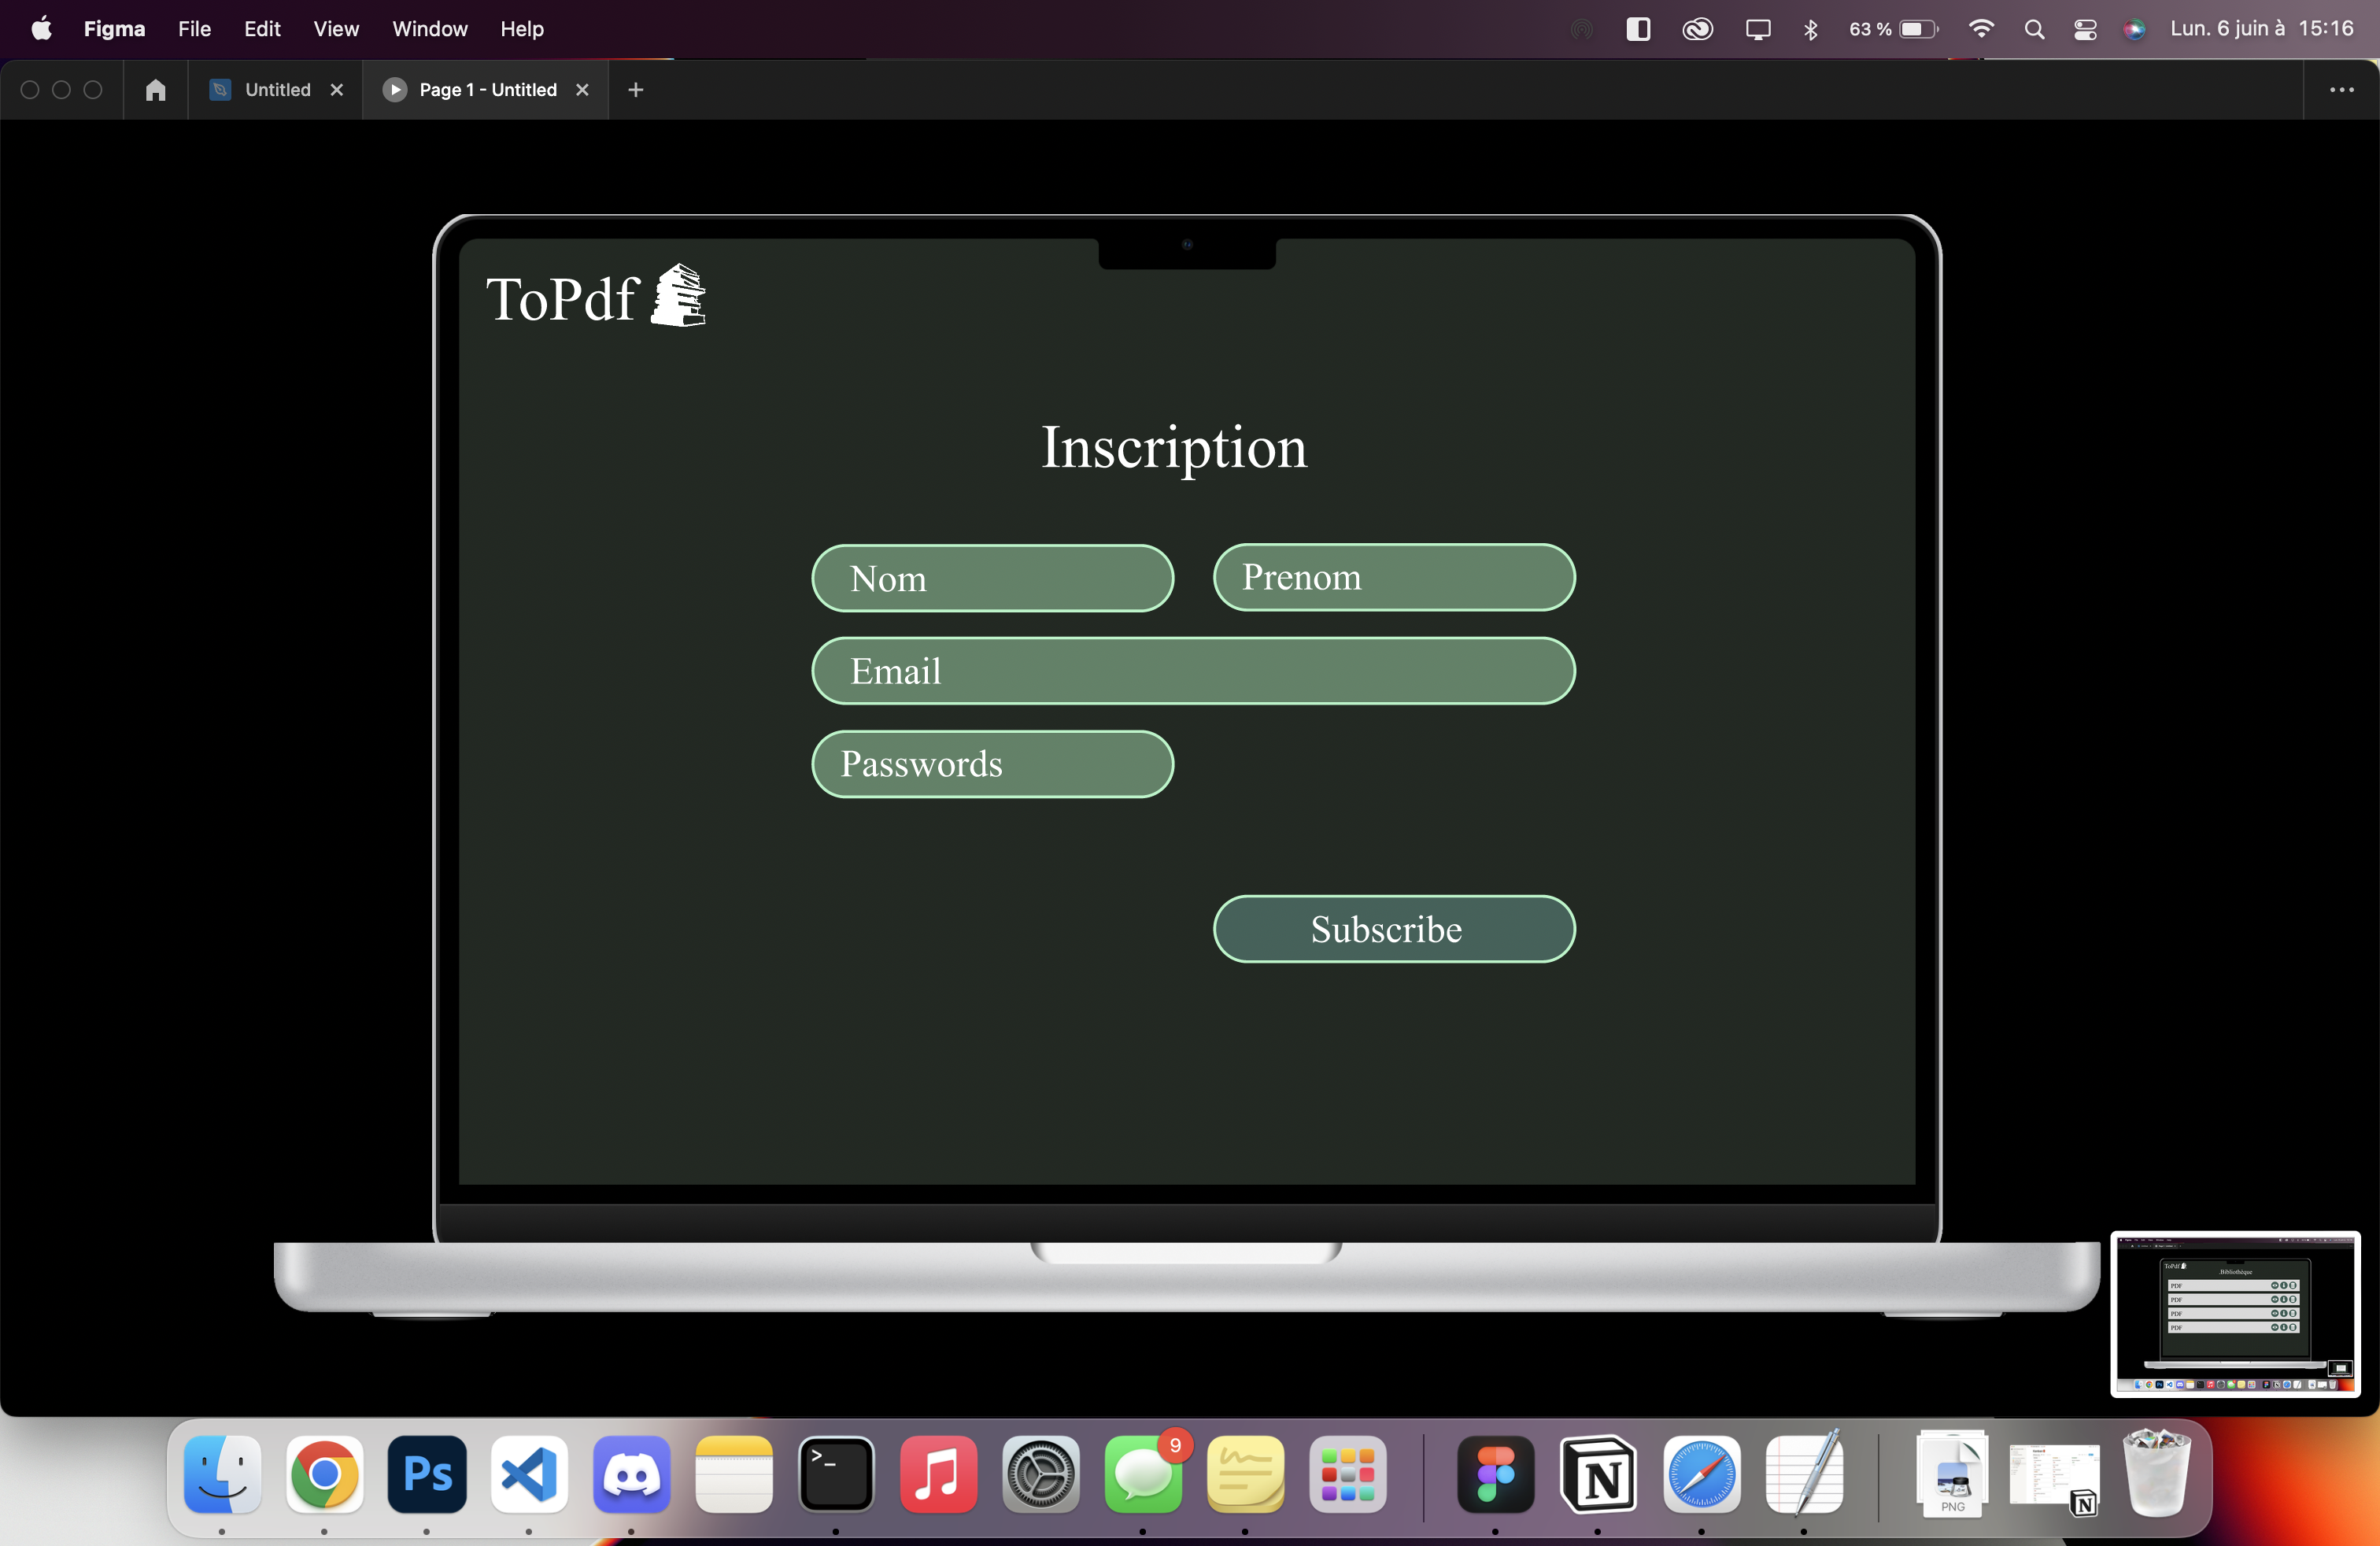 Figma File Edit View Window Help 63 % Lun. 6 juin à 15:16
Untitled Page 1 - Untitled
ToPdf
Inscription
Nom Prenom
Email
Passwords
Subscribe
ToPdf
Bibliothèque
PDF
PDF
PDF
PDF
Ps
>_
9
N
PNG
N